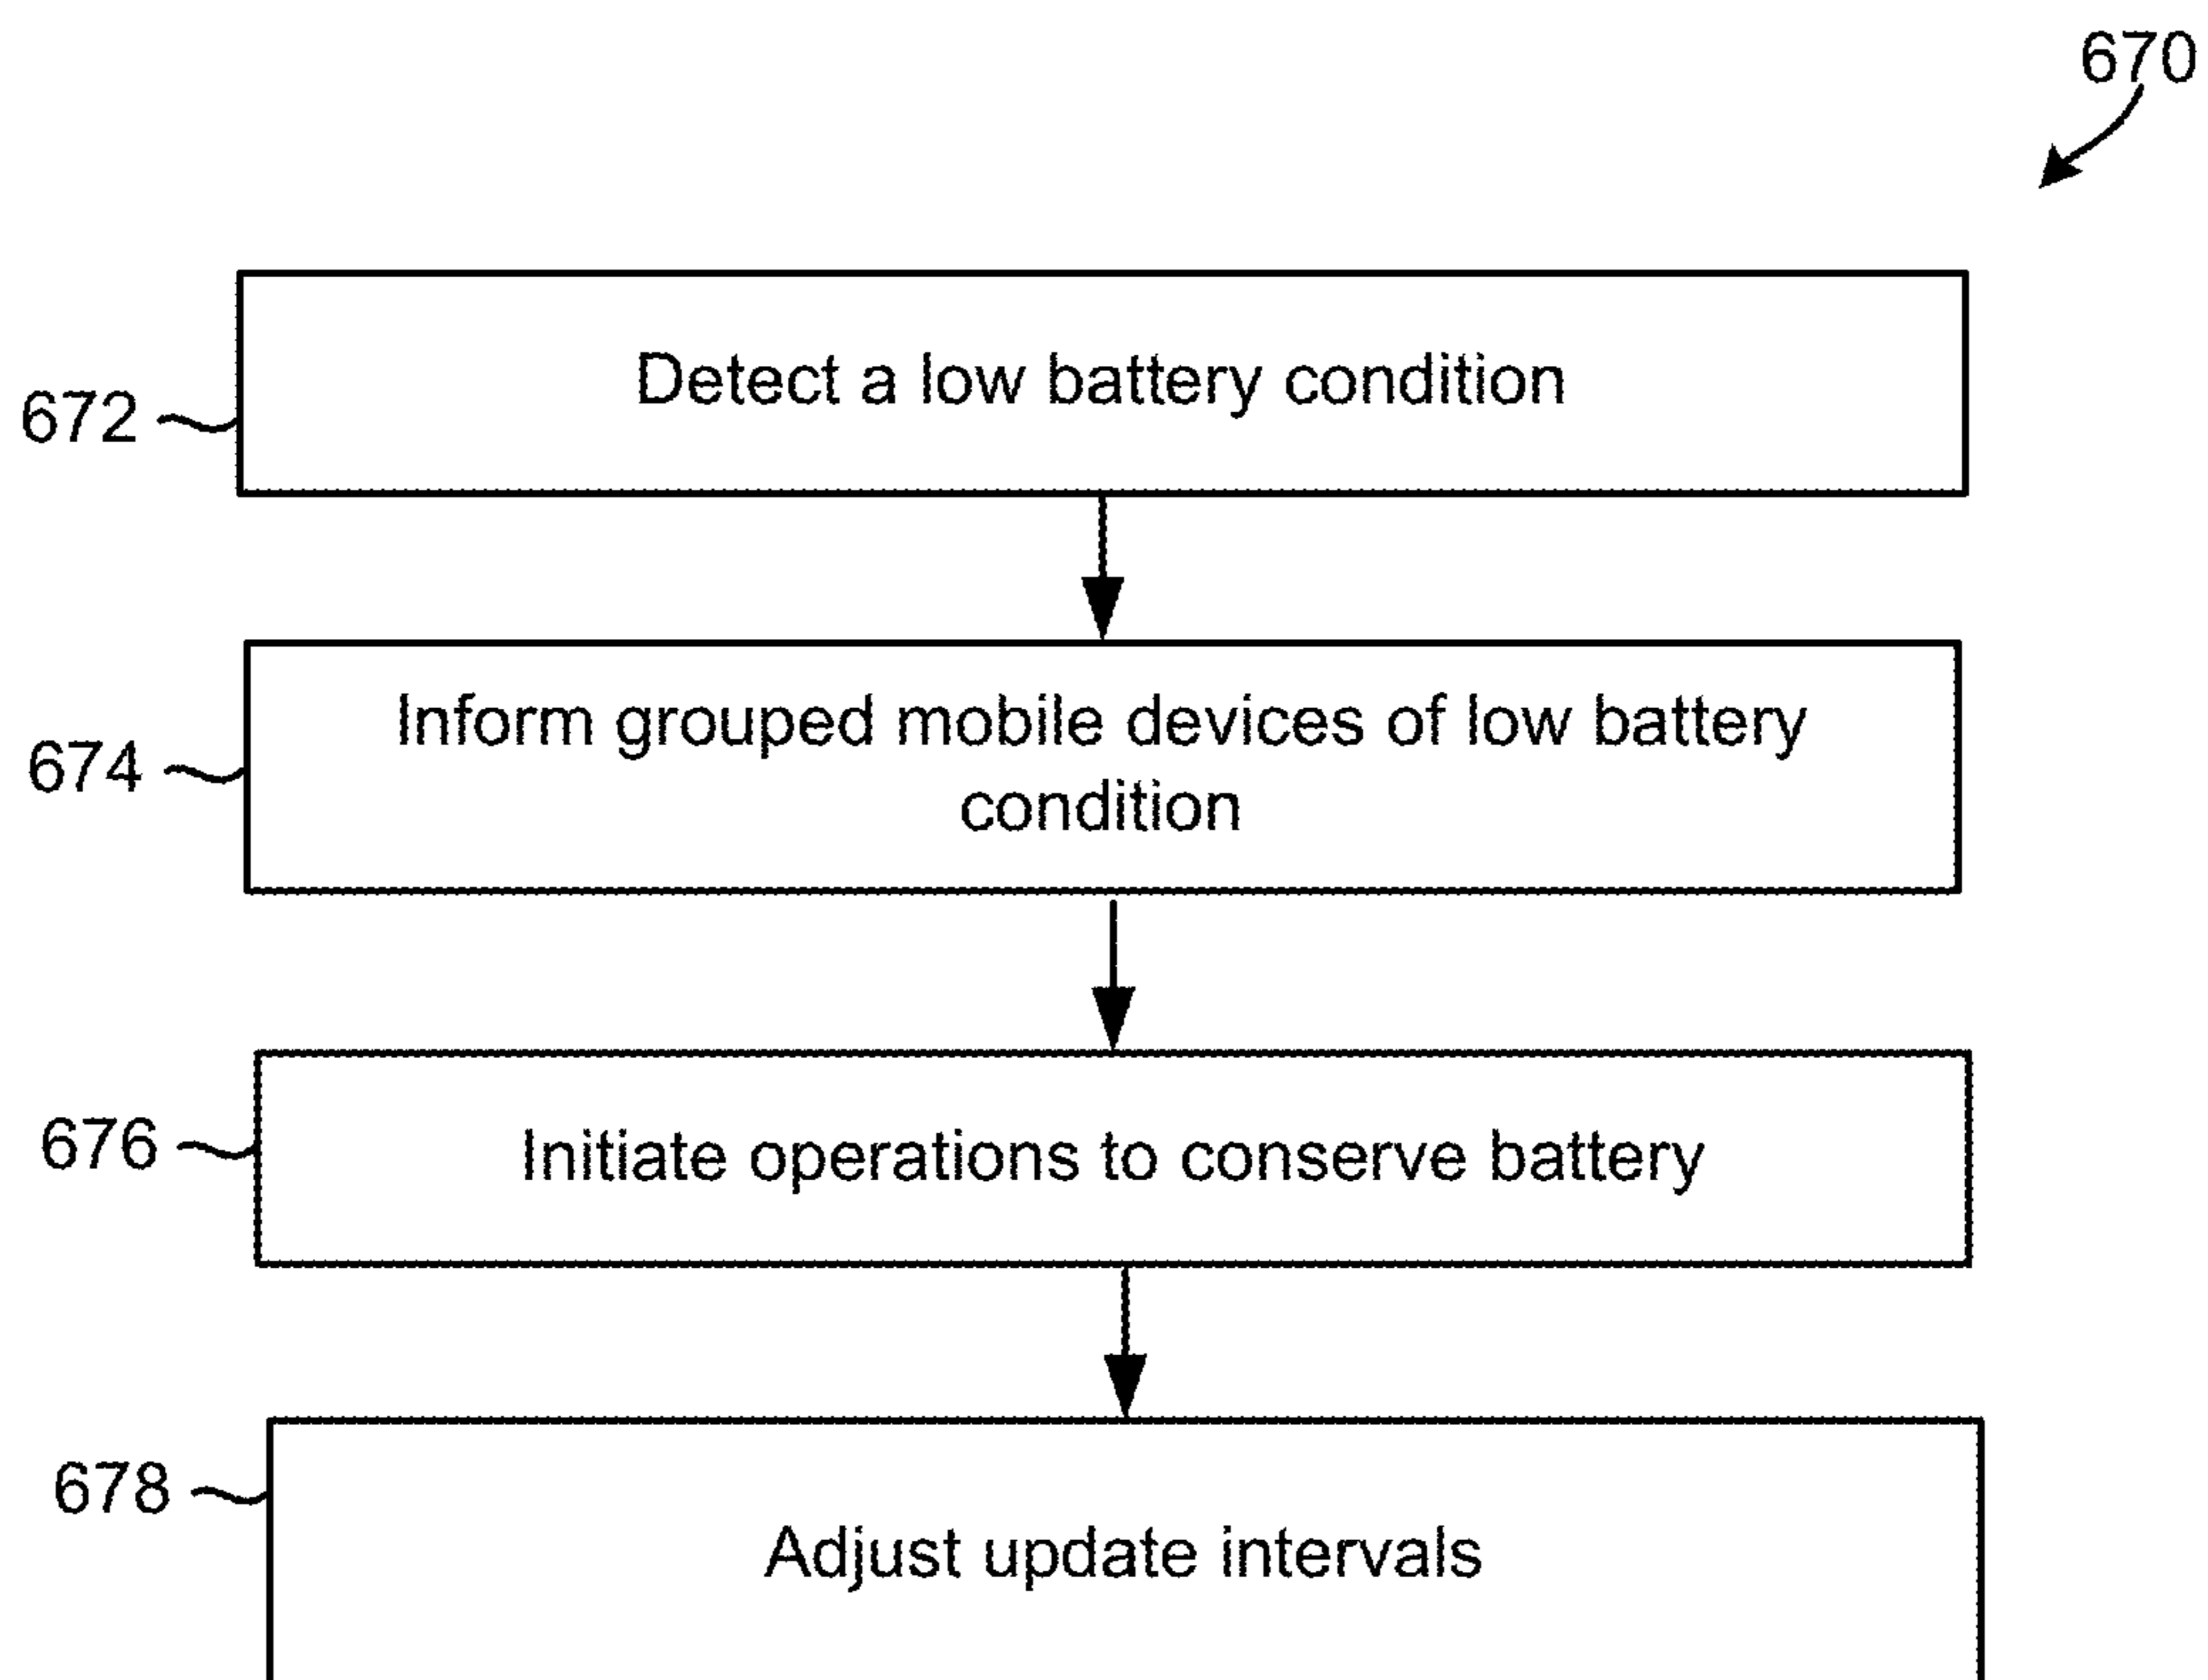 670
672
Detect a low battery condition
674
Inform grouped mobile devices of low battery
condition
676
Initiate operations to conserve battery
678
Adjust update intervals